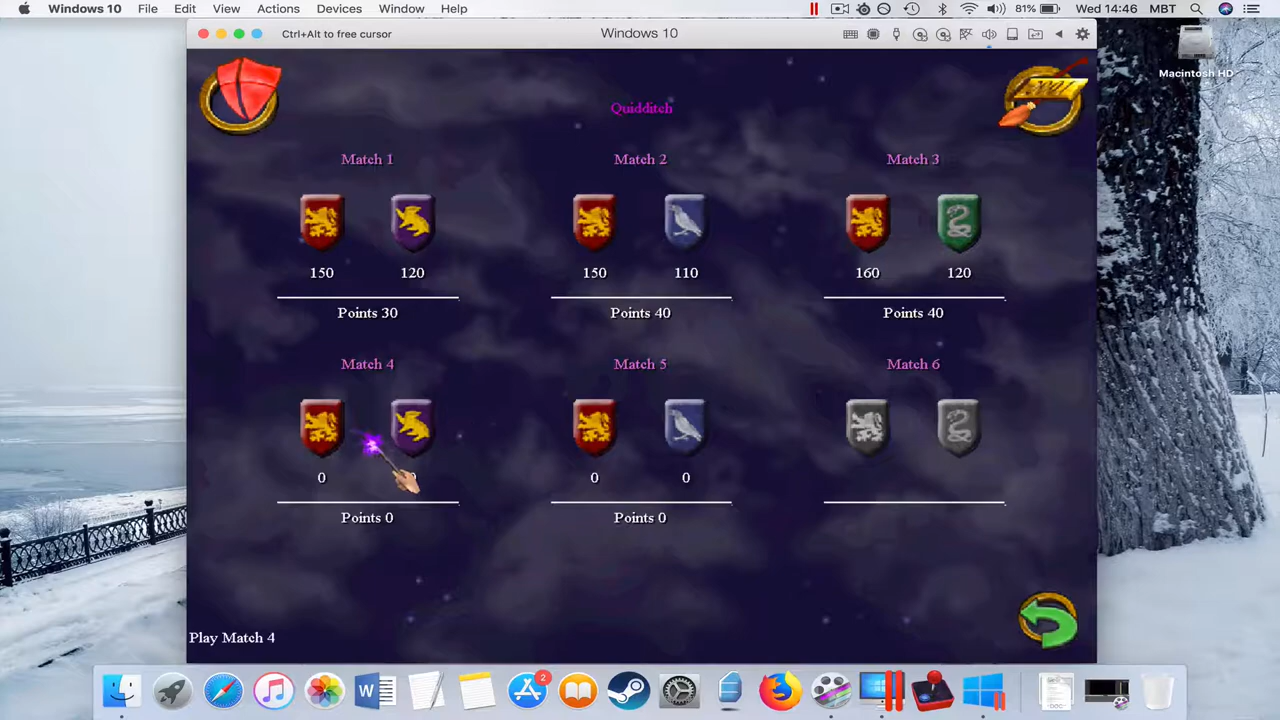 Windows 10 File Edit View Actions Devices Window Help 81% Wed 14:46 MBT
Ctrl+Alt to free cursor Windows 10
Macintosh HD
Quidditch
Match 1 Match 2 Match 3
150 120 150 110 160 120
Points 30 Points 40 Points 40
Match 4 Match 5 Match 6
0 0 0 0
Points 0 Points 0
Play Match 4
W 2
DOC